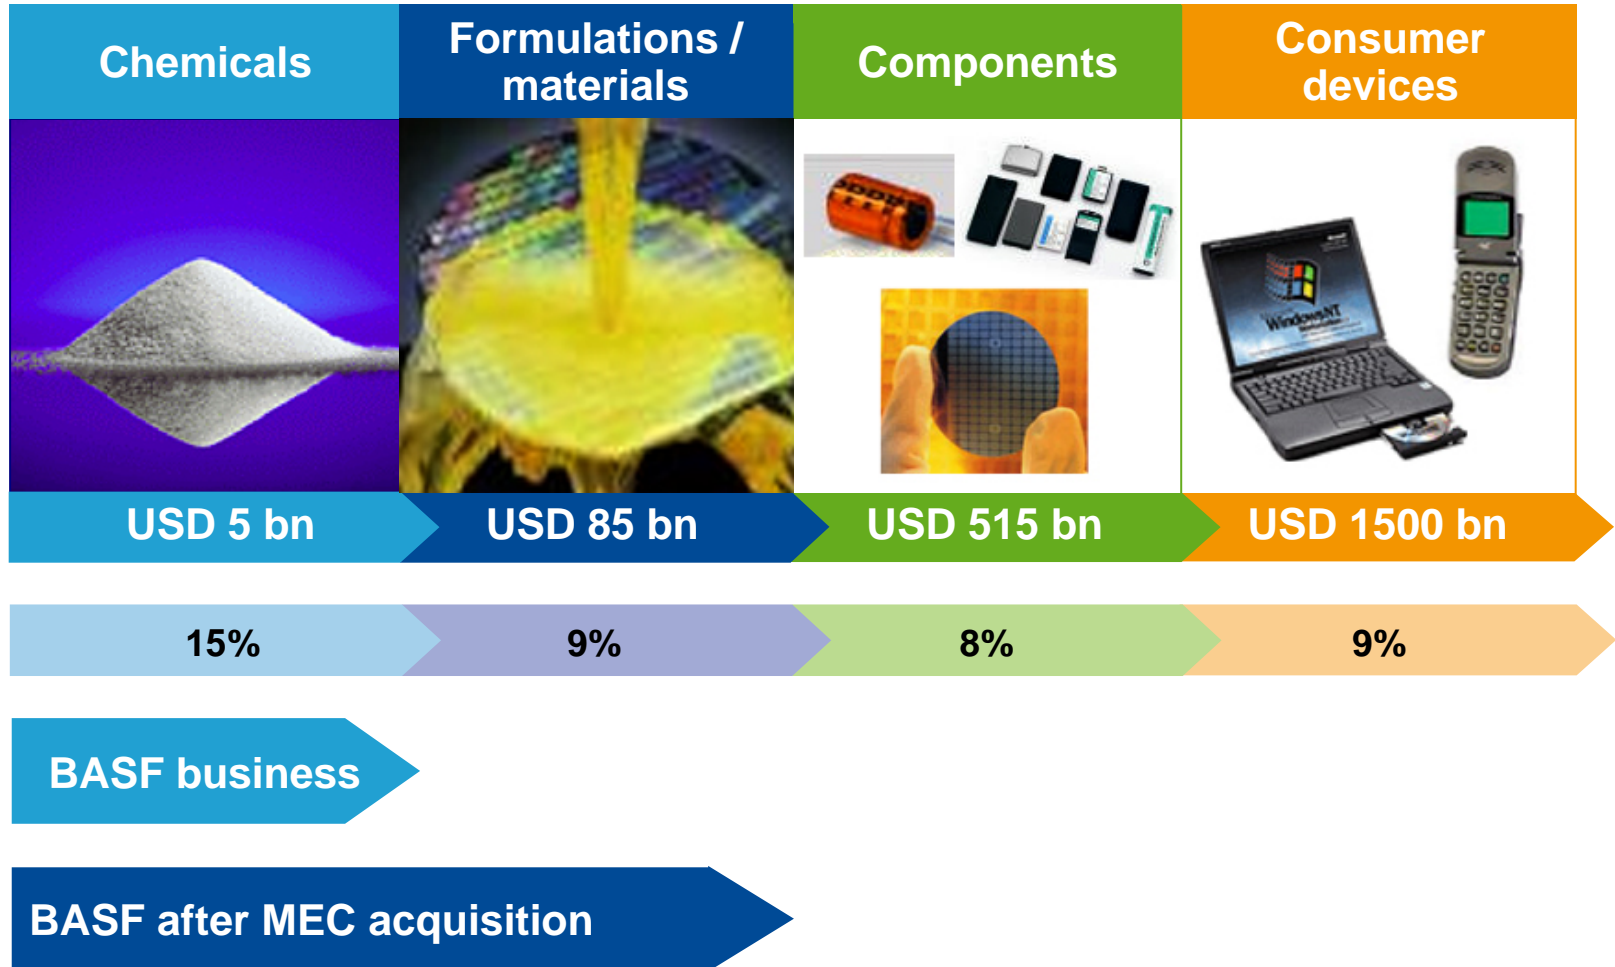 Chemicals
Formulations /
materials
Components
Consumer
devices
WindowsNT
USD 5 bn
USD 85 bn
USD 515 bn
USD 1500 bn
15%
9%
8%
9%
BASF business
BASF after MEC acquisition